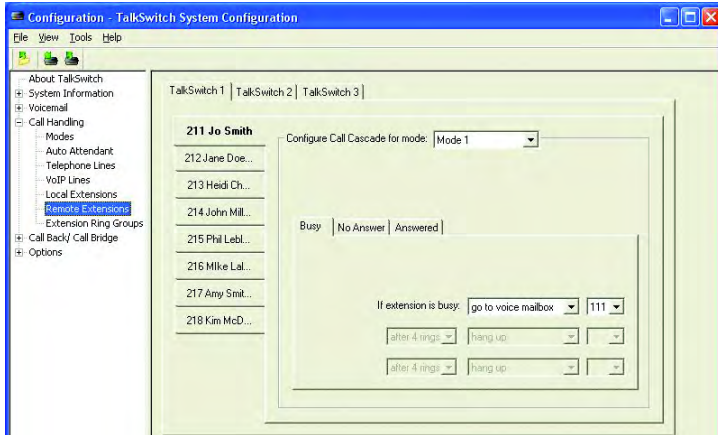 Configuration - TalkSwitch System Configuration
File View Tools Help
About TalkSwitch
System Information
Voicemail
Call Handling
Modes
Auto Attendant
Telephone Lines
VoIP Lines
Local Extensions
Remote Extensions
Extension Ring Groups
Call Back/ Call Bridge
Options
TalkSwitch 1 TalkSwitch 2 TalkSwitch 3
211 Jo Smith
212 Jane Doe...
213 Heidi Ch...
214 John Mill...
215 Phil Lebl...
216 MIke Lal...
217 Amy Smit...
218 Kim McD...
Configure Call Cascade for mode: Mode 1
Busy No Answer Answered
If extension is busy: go to voice mailbox 111
after 4 rings hang up
after 4 rings hang up